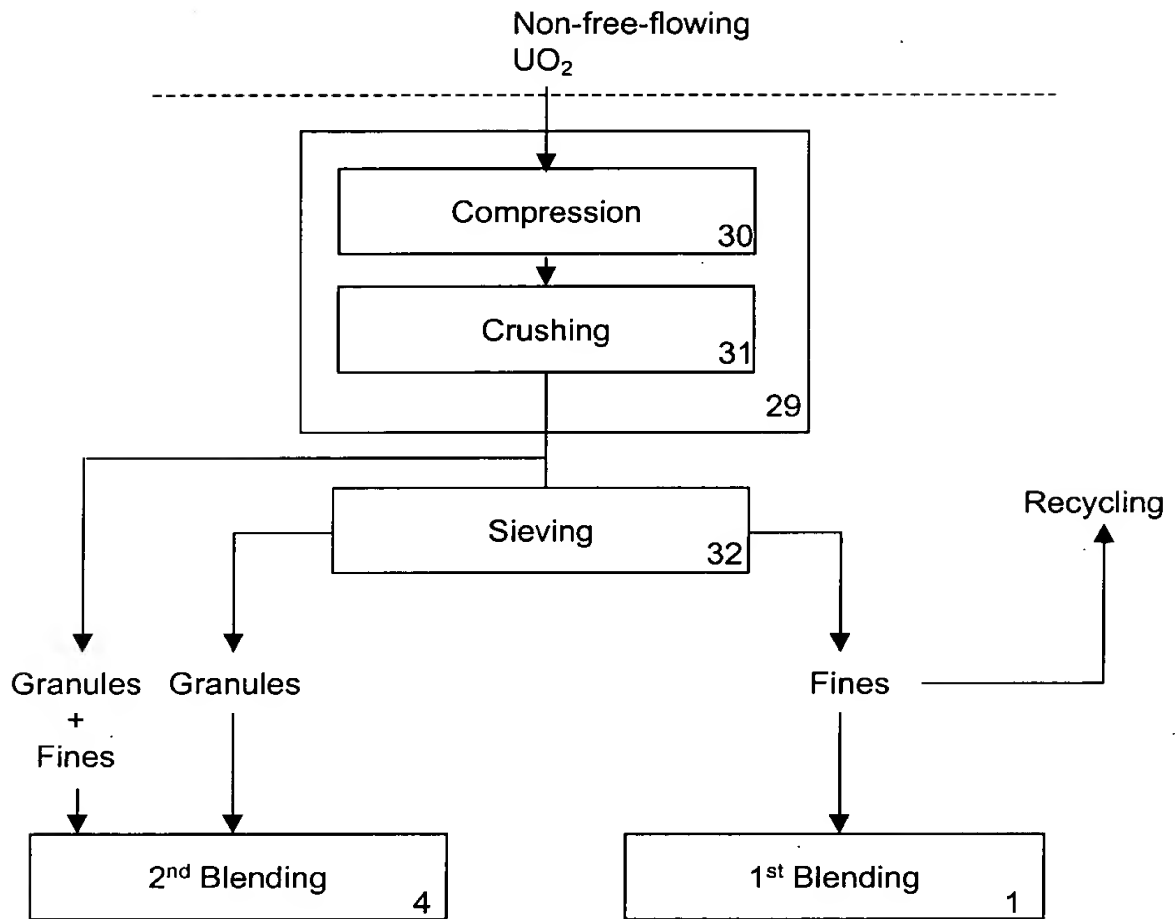 Non-free-flowing
UO₂
Compression
30
Crushing
31
29
Sieving
32
Recycling
Granules
+
Fines
Granules
Fines
2nd Blending
4
1st Blending
1